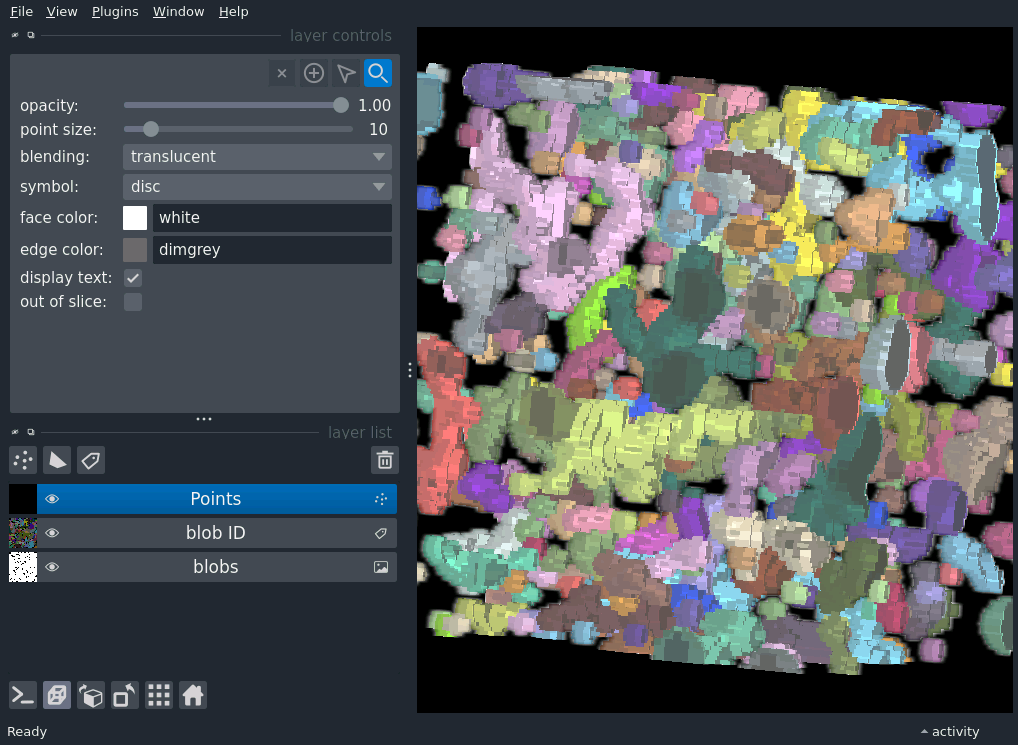 File View Plugins Window Help
layer controls
opacity: 1.00
point size: 10
blending: translucent
symbol: disc
face color: white
edge color: dimgrey
display text:
out of slice:
layer list
Points
blob ID
blobs
Ready activity